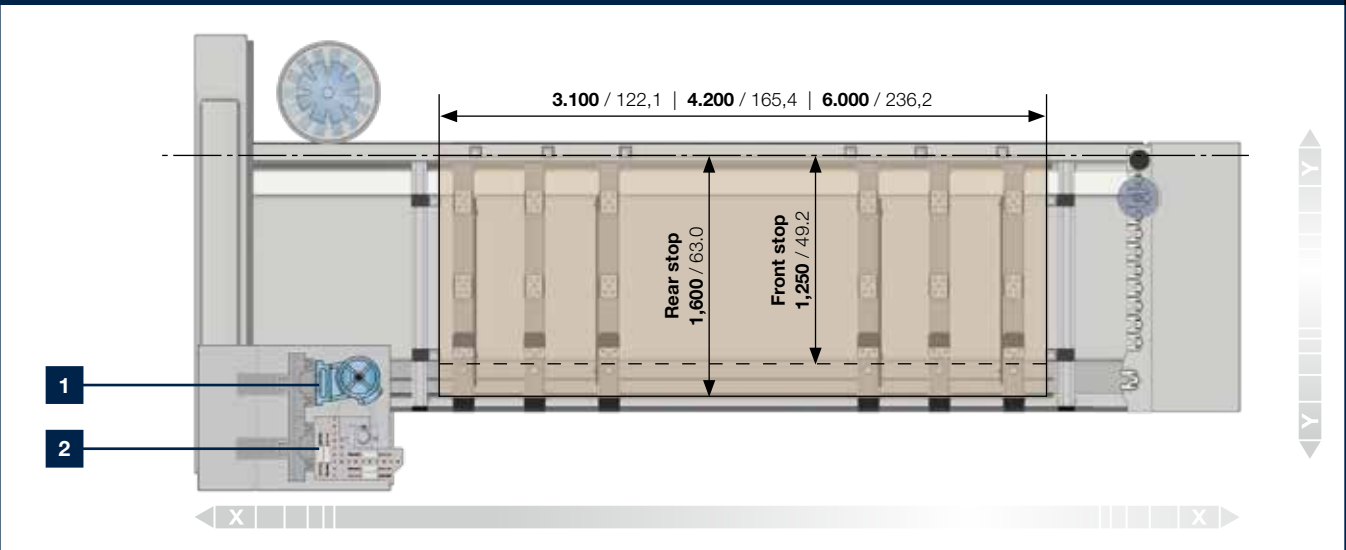 3.100 / 122,1 | 4.200 / 165,4 | 6.000 / 236,2
Rear stop
1,600 / 63.0
Front stop
1,250 / 49.2
Y
Y
1
2
X
X